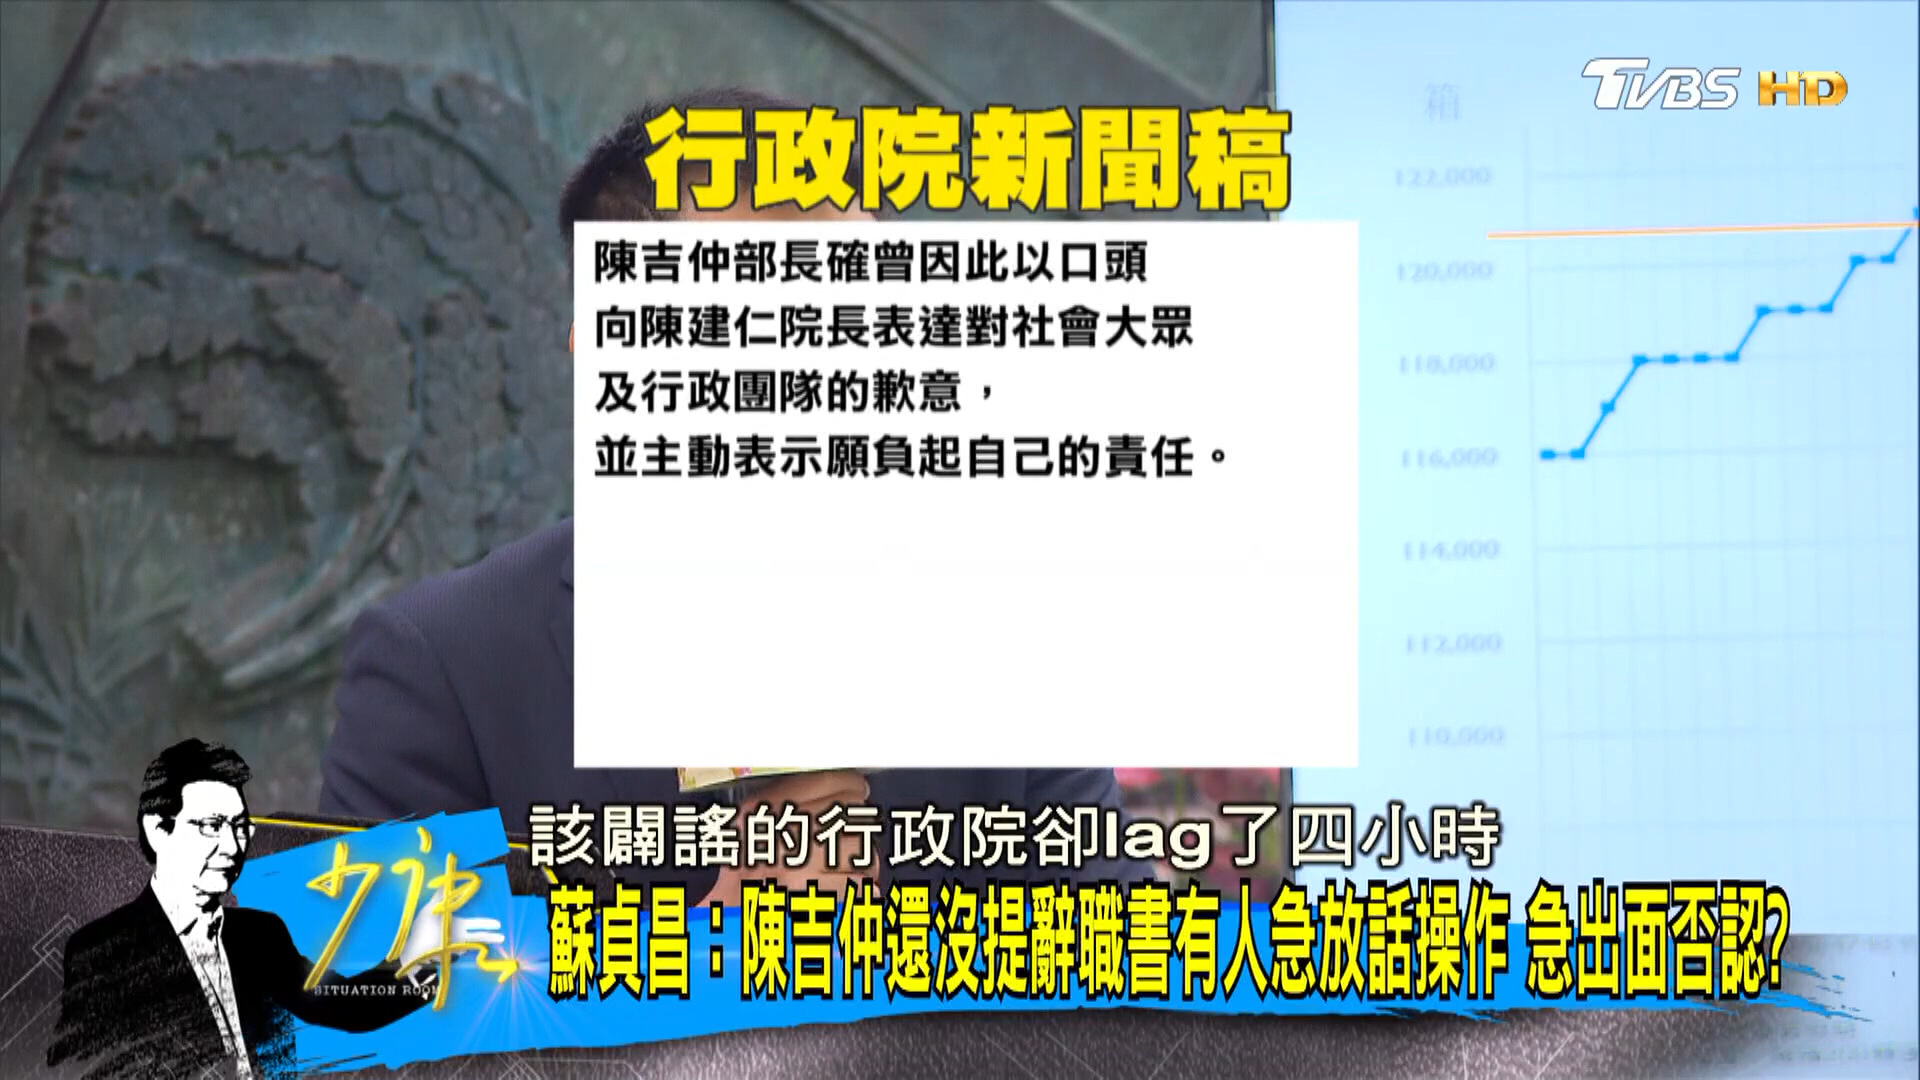 TVBS HD
行政院新聞稿
陳吉仲部長確曾因此以口頭
向陳建仁院長表達對社會大眾
及行政團隊的歉意，
並主動表示願負起自己的責任。
箱
122,000
120,000
118,000
116,000
114,000
112,000
110,000
該闢謠的行政院卻lag了四小時
少康
SITUATION ROOM
蘇貞昌：陳吉仲還沒提辭職書有人急放話操作 急出面否認?